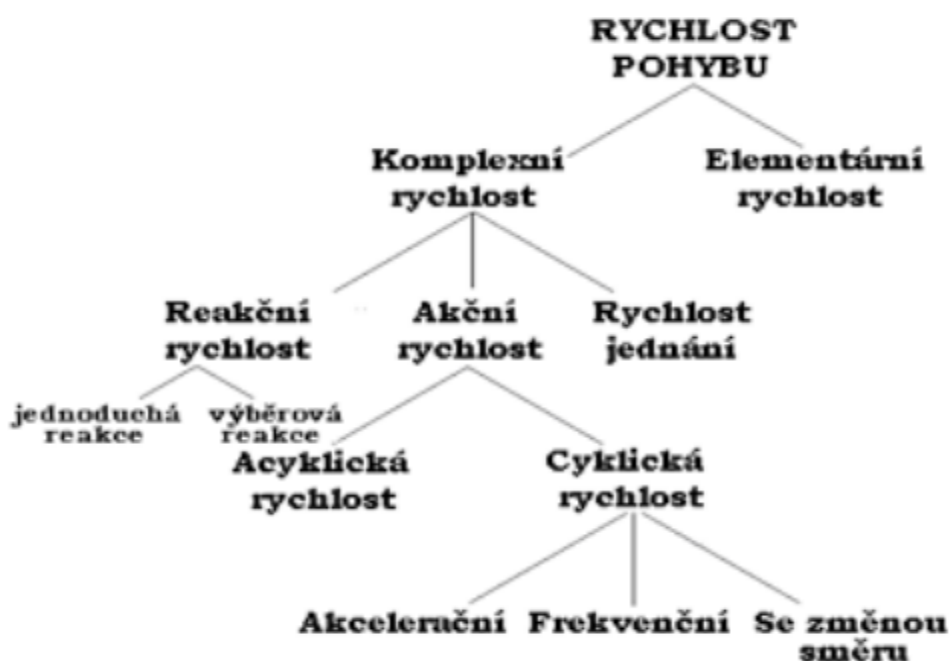 RYCHLOST
POHYBU
Komplexní
rychlost
Elementární
rychlost
Reakční
rychlost
Akční
rychlost
Rychlost
jednání
jednoduchá
reakce
výběrová
reakce
Acyklická
rychlost
Cyklická
rychlost
Akcelerační
Frekvenční
Se změnou
směru